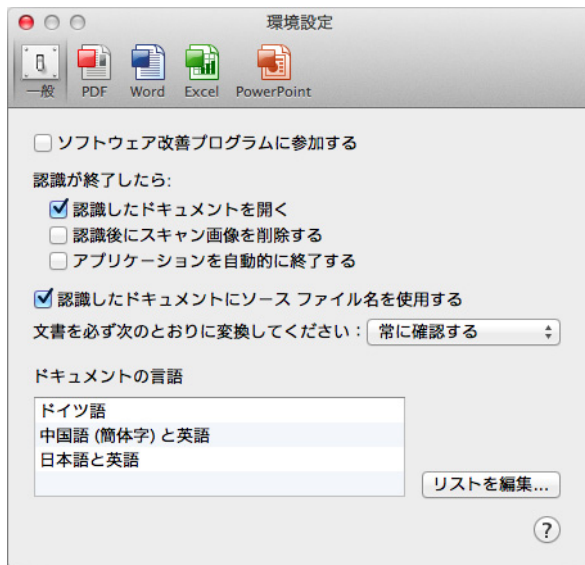 環境設定
一般 PDF Word Excel PowerPoint
ソフトウェア改善プログラムに参加する
認識が終了したら:
認識したドキュメントを開く
認識後にスキャン画像を削除する
アプリケーションを自動的に終了する
認識したドキュメントにソース ファイル名を使用する
文書を必ず次のとおりに変換してください： 常に確認する
ドキュメントの言語
ドイツ語
中国語 (簡体字) と英語
日本語と英語
リストを編集...
?